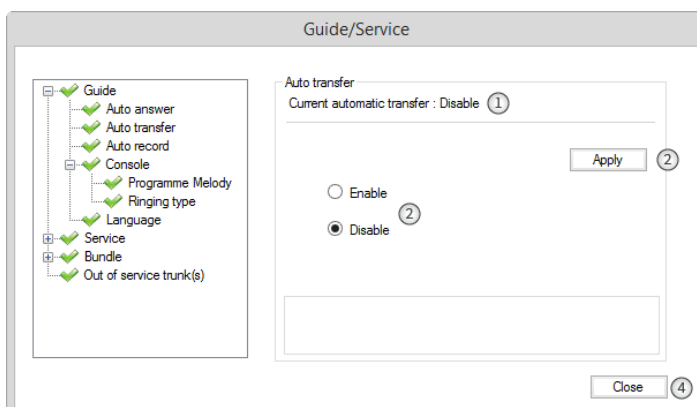 Guide/Service
Guide
Auto answer
Auto transfer
Auto record
Console
Programme Melody
Ringing type
Language
Service
Bundle
Out of service trunk(s)
Auto transfer
Current automatic transfer : Disable 1
Apply 2
Enable
2
Disable
Close 4